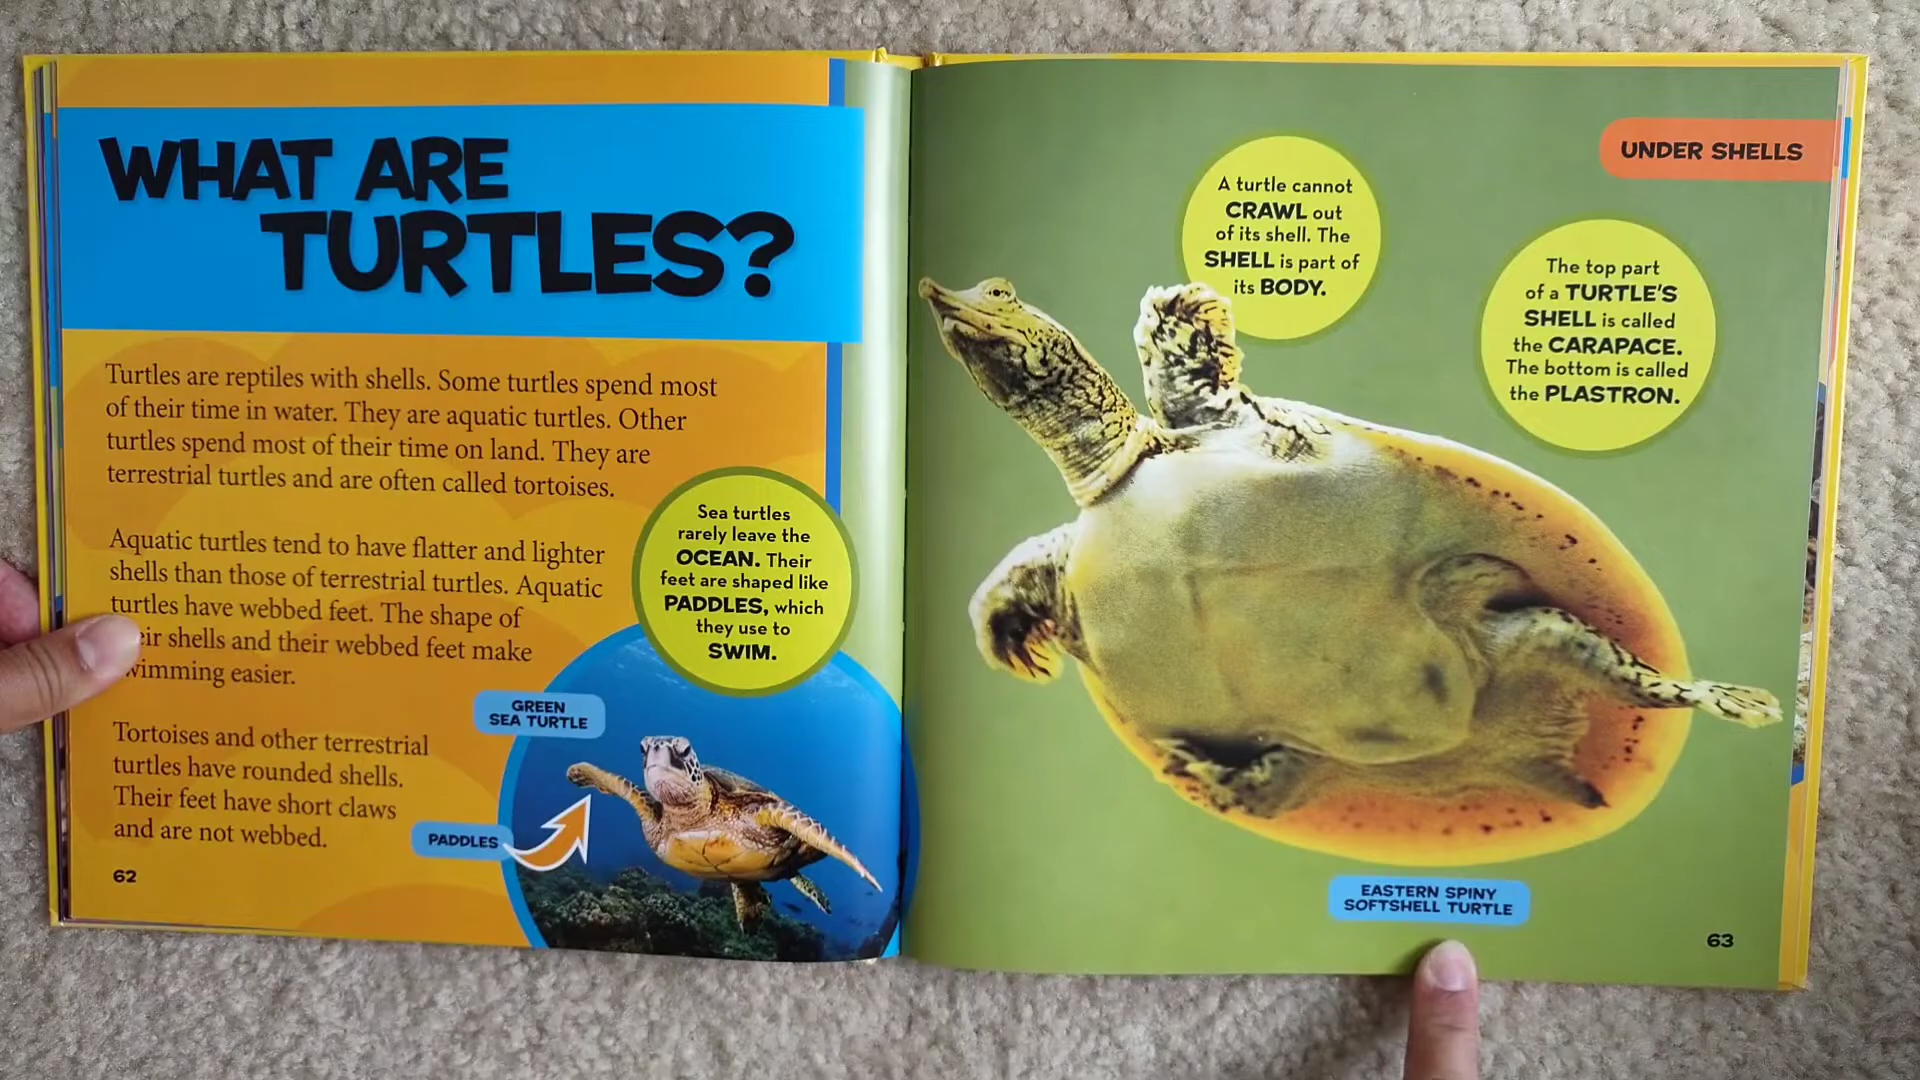 WHAT ARE
TURTLES?
Turtles are reptiles with shells. Some turtles spend most
of their time in water. They are aquatic turtles. Other
turtles spend most of their time on land. They are
terrestrial turtles and are often called tortoises.
Aquatic turtles tend to have flatter and lighter
shells than those of terrestrial turtles. Aquatic
turtles have webbed feet. The shape of
eir shells and their webbed feet make
wimming easier.
Tortoises and other terrestrial
turtles have rounded shells.
Their feet have short claws
and are not webbed.
62
Sea turtles
rarely leave the
OCEAN. Their
feet are shaped like
PADDLES, which
they use to
SWIM.
GREEN
SEA TURTLE
PADDLES
UNDER SHELLS
A turtle cannot
CRAWL out
of its shell. The
SHELL is part of
its BODY.
The top part
of a TURTLE'S
SHELL is called
the CARAPACE.
The bottom is called
the PLASTRON.
EASTERN SPINY
SOFTSHELL TURTLE
63